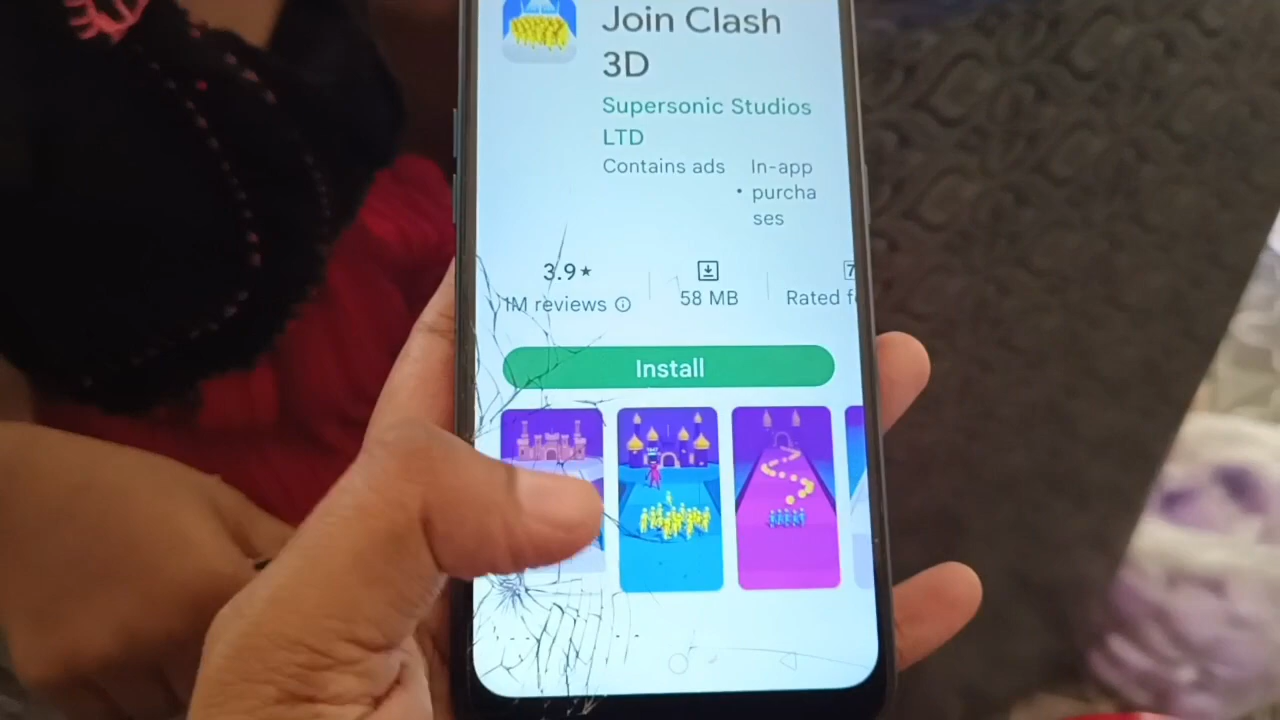 Join Clash
3D
Supersonic Studios
LTD
Contains ads
In-app
• purcha
ses
3.9★
1M reviews
58 MB
Rated f
Install